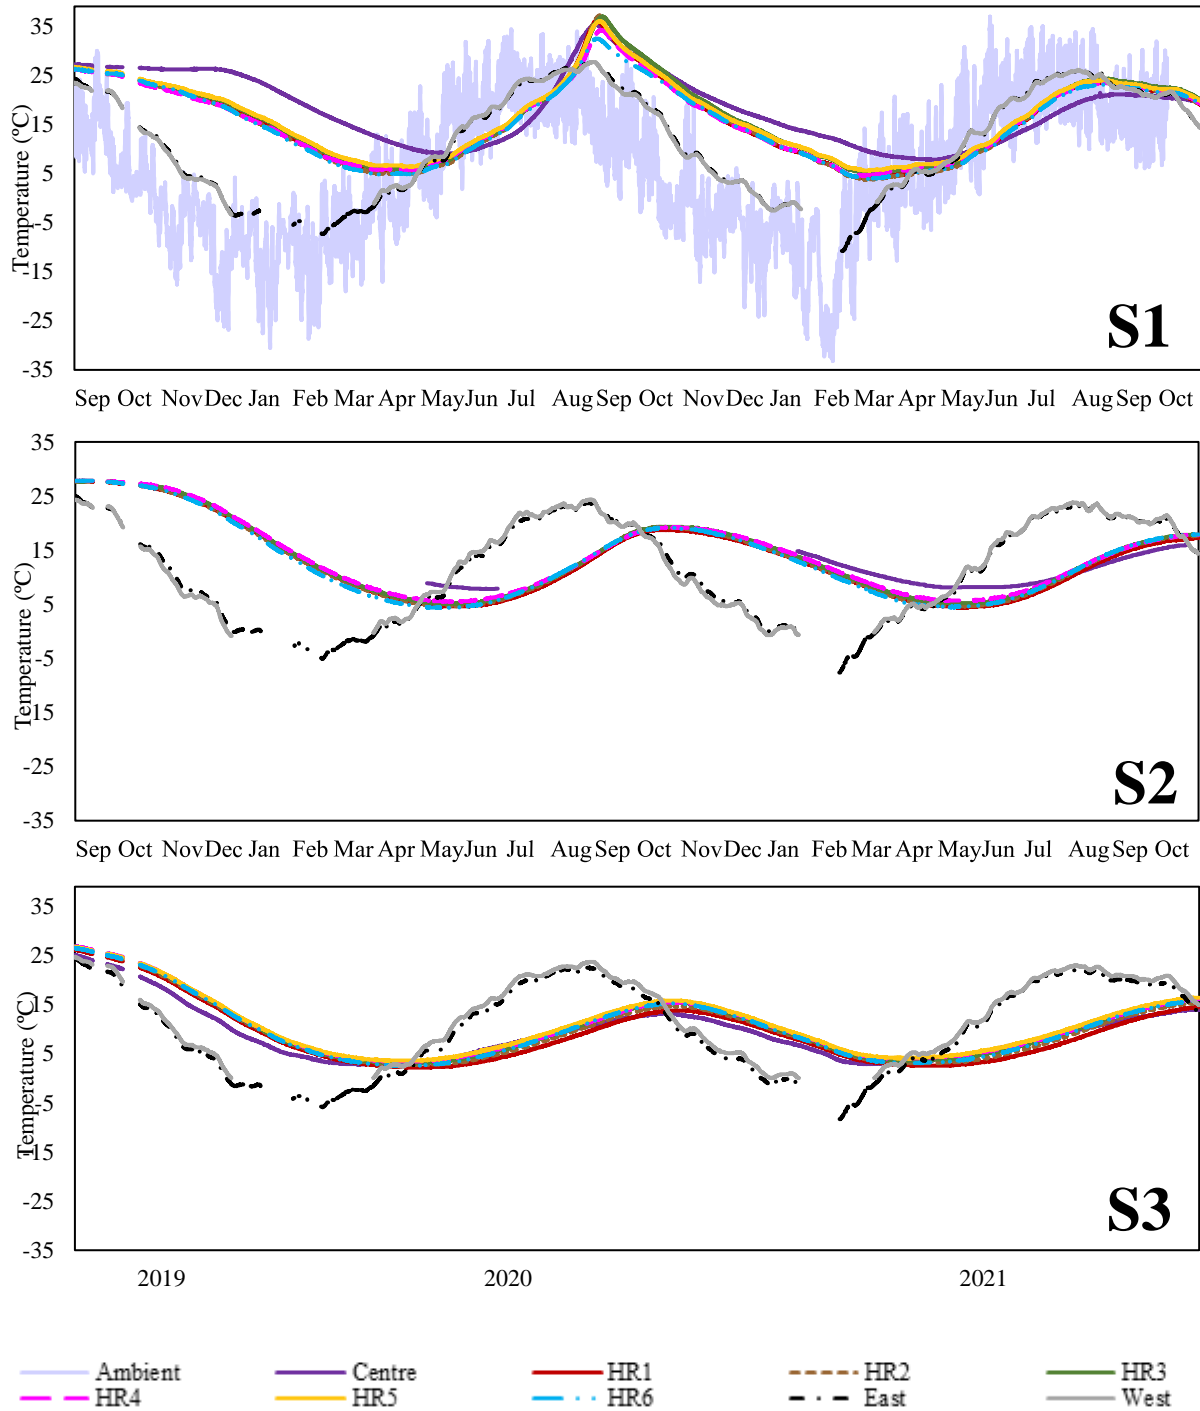 35
25
15
5
-5
-15
-25
-35
Temperature (ºC)
S1
Sep Oct Nov Dec Jan Feb Mar Apr May Jun Jul Aug Sep Oct Nov Dec Jan Feb Mar Apr May Jun Jul Aug Sep Oct
35
25
15
5
-5
-15
-25
-35
Temperature (ºC)
S2
Sep Oct Nov Dec Jan Feb Mar Apr May Jun Jul Aug Sep Oct Nov Dec Jan Feb Mar Apr May Jun Jul Aug Sep Oct
35
25
15
5
-5
-15
-25
-35
Temperature (ºC)
S3
2019 2020 2021
Ambient Centre HR1 HR2 HR3
HR4 HR5 HR6 East West